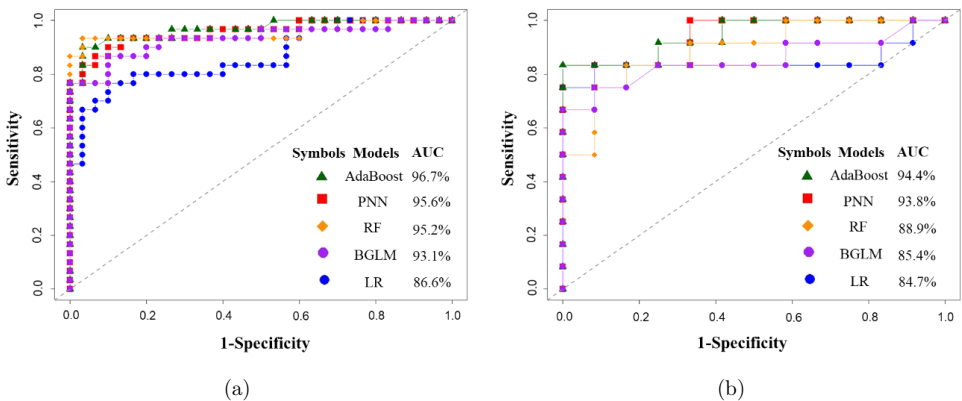 1.0
0.8
0.6
0.4
0.2
0.0
Sensitivity
0.0 0.2 0.4 0.6 0.8 1.0
1-Specificity
Symbols Models AUC
AdaBoost 96.7%
PNN 95.6%
RF 95.2%
BGLM 93.1%
LR 86.6%
(a)
1.0
0.8
0.6
0.4
0.2
0.0
Sensitivity
0.0 0.2 0.4 0.6 0.8 1.0
1-Specificity
Symbols Models AUC
AdaBoost 94.4%
PNN 93.8%
RF 88.9%
BGLM 85.4%
LR 84.7%
(b)